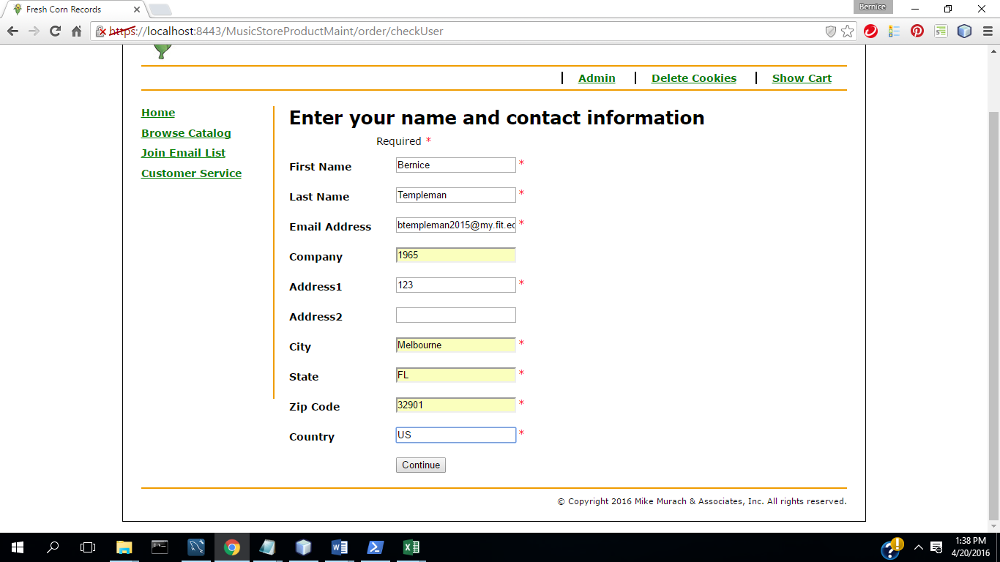 Fresh Corn Records
Bernice
https://localhost:8443/MusicStoreProductMaint/order/checkUser
Admin
Delete Cookies
Show Cart
Home
Browse Catalog
Join Email List
Customer Service
Enter your name and contact information
Required *
First Name Bernice *
Last Name Templeman *
Email Address btempleman2015@my.fit.ed *
Company 1965
Address1 123 *
Address2
City Melbourne *
State FL *
Zip Code 32901 *
Country US *
Continue
© Copyright 2016 Mike Murach & Associates, Inc. All rights reserved.
1:38 PM
4/20/2016